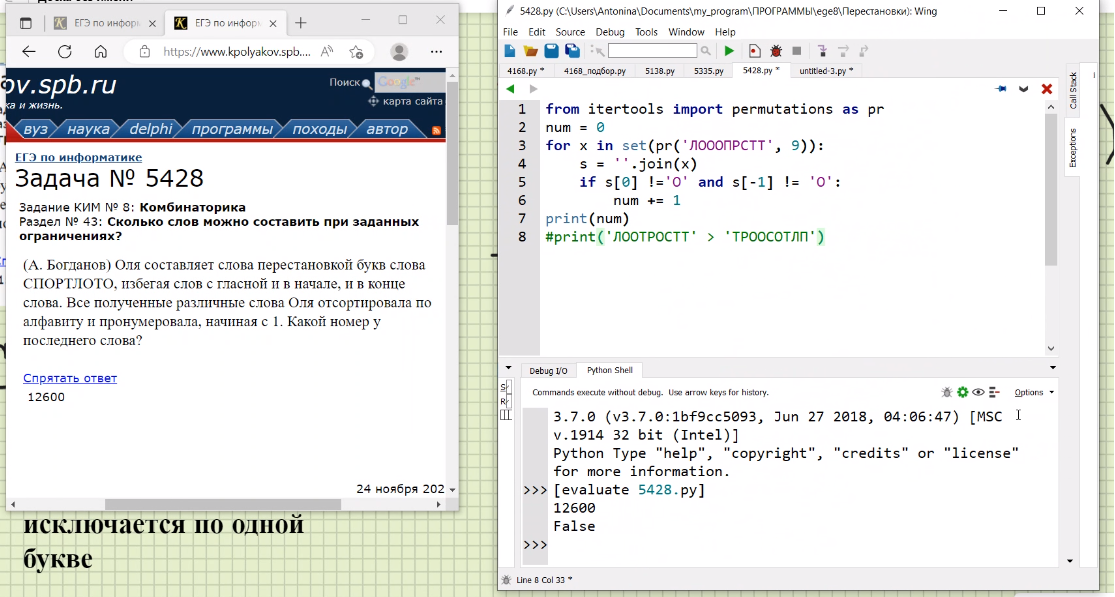 ЕГЭ по информ
ЕГЭ по информ
https://www.kpolyakov.spb....
ov.spb.ru
ка и жизнь.
Поиск
Google™
карта сайта
вуз
наука
delphi
программы
походы
автор
ЕГЭ по информатике
Задача № 5428
Задание КИМ № 8: Комбинаторика
Раздел № 43: Сколько слов можно составить при заданных
ограничениях?
(А. Богданов) Оля составляет слова перестановкой букв слова
СПОРТЛОТО, избегая слов с гласной и в начале, и в конце
слова. Все полученные различные слова Оля отсортировала по
алфавиту и пронумеровала, начиная с 1. Какой номер у
последнего слова?
Спрятать ответ
12600
24 ноября 202
исключается по одной
букве
5428.py (C:\Users\Antonina\Documents\my_program\ПРОГРАММЫ\ege8\Перестановки): Wing
File Edit Source Debug Tools Window Help
4168.py * 4168_подбор.py 5138.py 5335.py 5428.py * untitled-3.py *
1 from itertools import permutations as pr
2 num = 0
3 for x in set(pr('ЛОООПРСТТ', 9)):
4 s = ''.join(x)
5 if s[0] !='О' and s[-1] != 'О':
6 num += 1
7 print(num)
8 #print('ЛООТРОСТТ' > 'ТРООСОТЛП')
Call Stack
Exceptions
Debug I/O Python Shell
Commands execute without debug. Use arrow keys for history.
Options
3.7.0 (v3.7.0:1bf9cc5093, Jun 27 2018, 04:06:47) [MSC
v.1914 32 bit (Intel)]
Python Type "help", "copyright", "credits" or "license"
for more information.
>>> [evaluate 5428.py]
12600
False
>>>
Line 8 Col 33 *